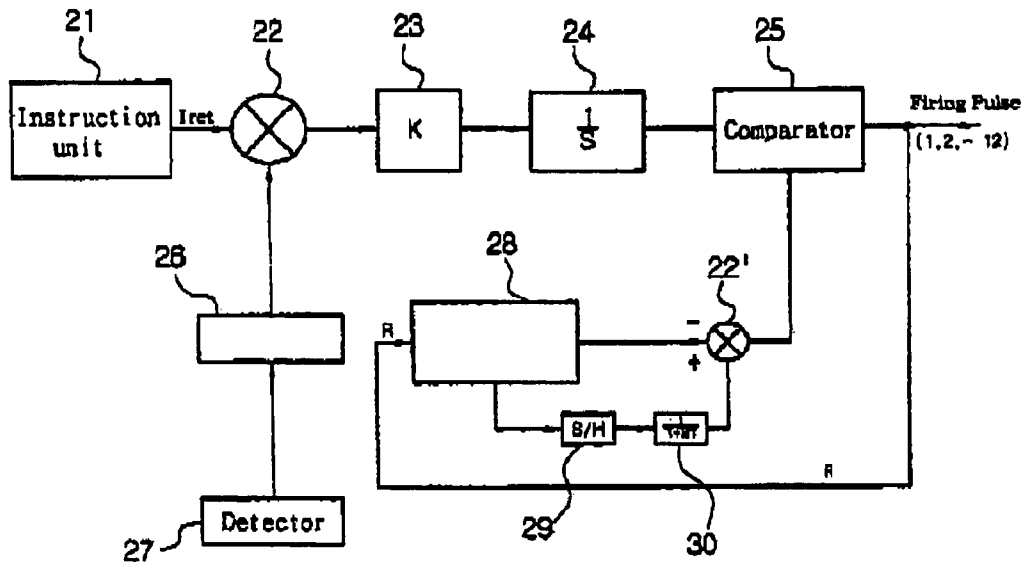 21
22
23
24
25
Instruction
unit
Iret
K
1
S
Comparator
Firing Pulse
(1,2,- 12)
26
28
22'
R
-
+
S/H
R
27
Detector
29
30